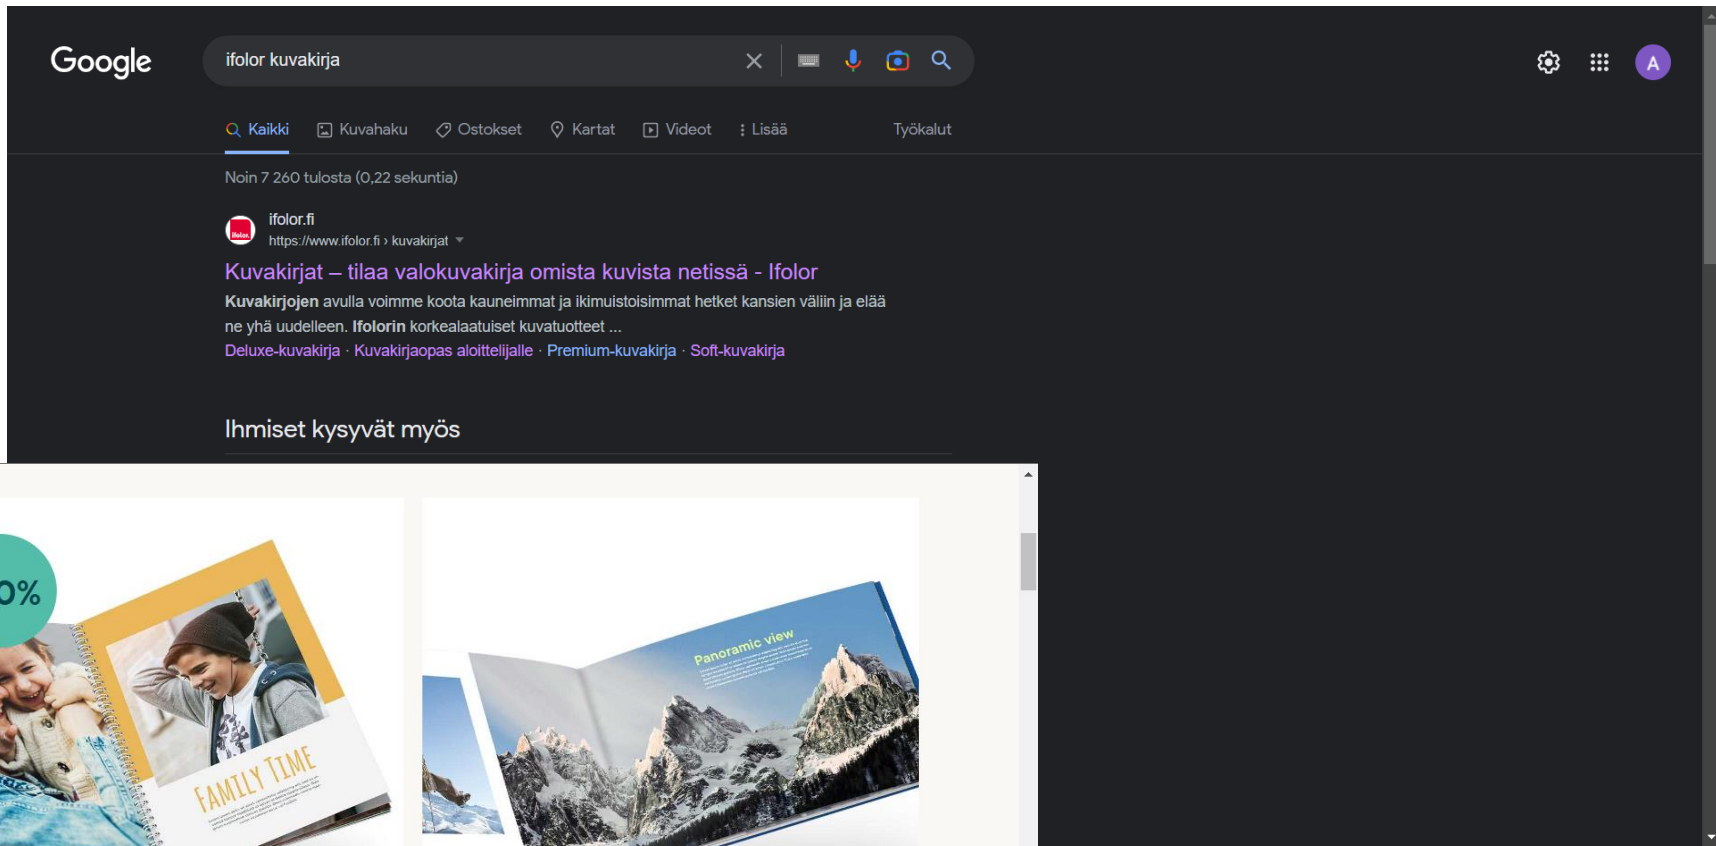 Google
ifolor kuvakirja
A
Kaikki Kuvahaku Ostokset Kartat Videot Lisää Työkalut
Noin 7 260 tulosta (0,22 sekuntia)
ifolor.
ifolor.fi
https://www.ifolor.fi › kuvakirjat
Kuvakirjat – tilaa valokuvakirja omista kuvista netissä - Ifolor
Kuvakirjojen avulla voimme koota kauneimmat ja ikimuistoisimmat hetket kansien väliin ja elää
ne yhä uudelleen. Ifolorin korkealaatuiset kuvatuotteet ...
Deluxe-kuvakirja · Kuvakirjaopas aloittelijalle · Premium-kuvakirja · Soft-kuvakirja
Ihmiset kysyvät myös
0%
FAMILY TIME
Panoramic view